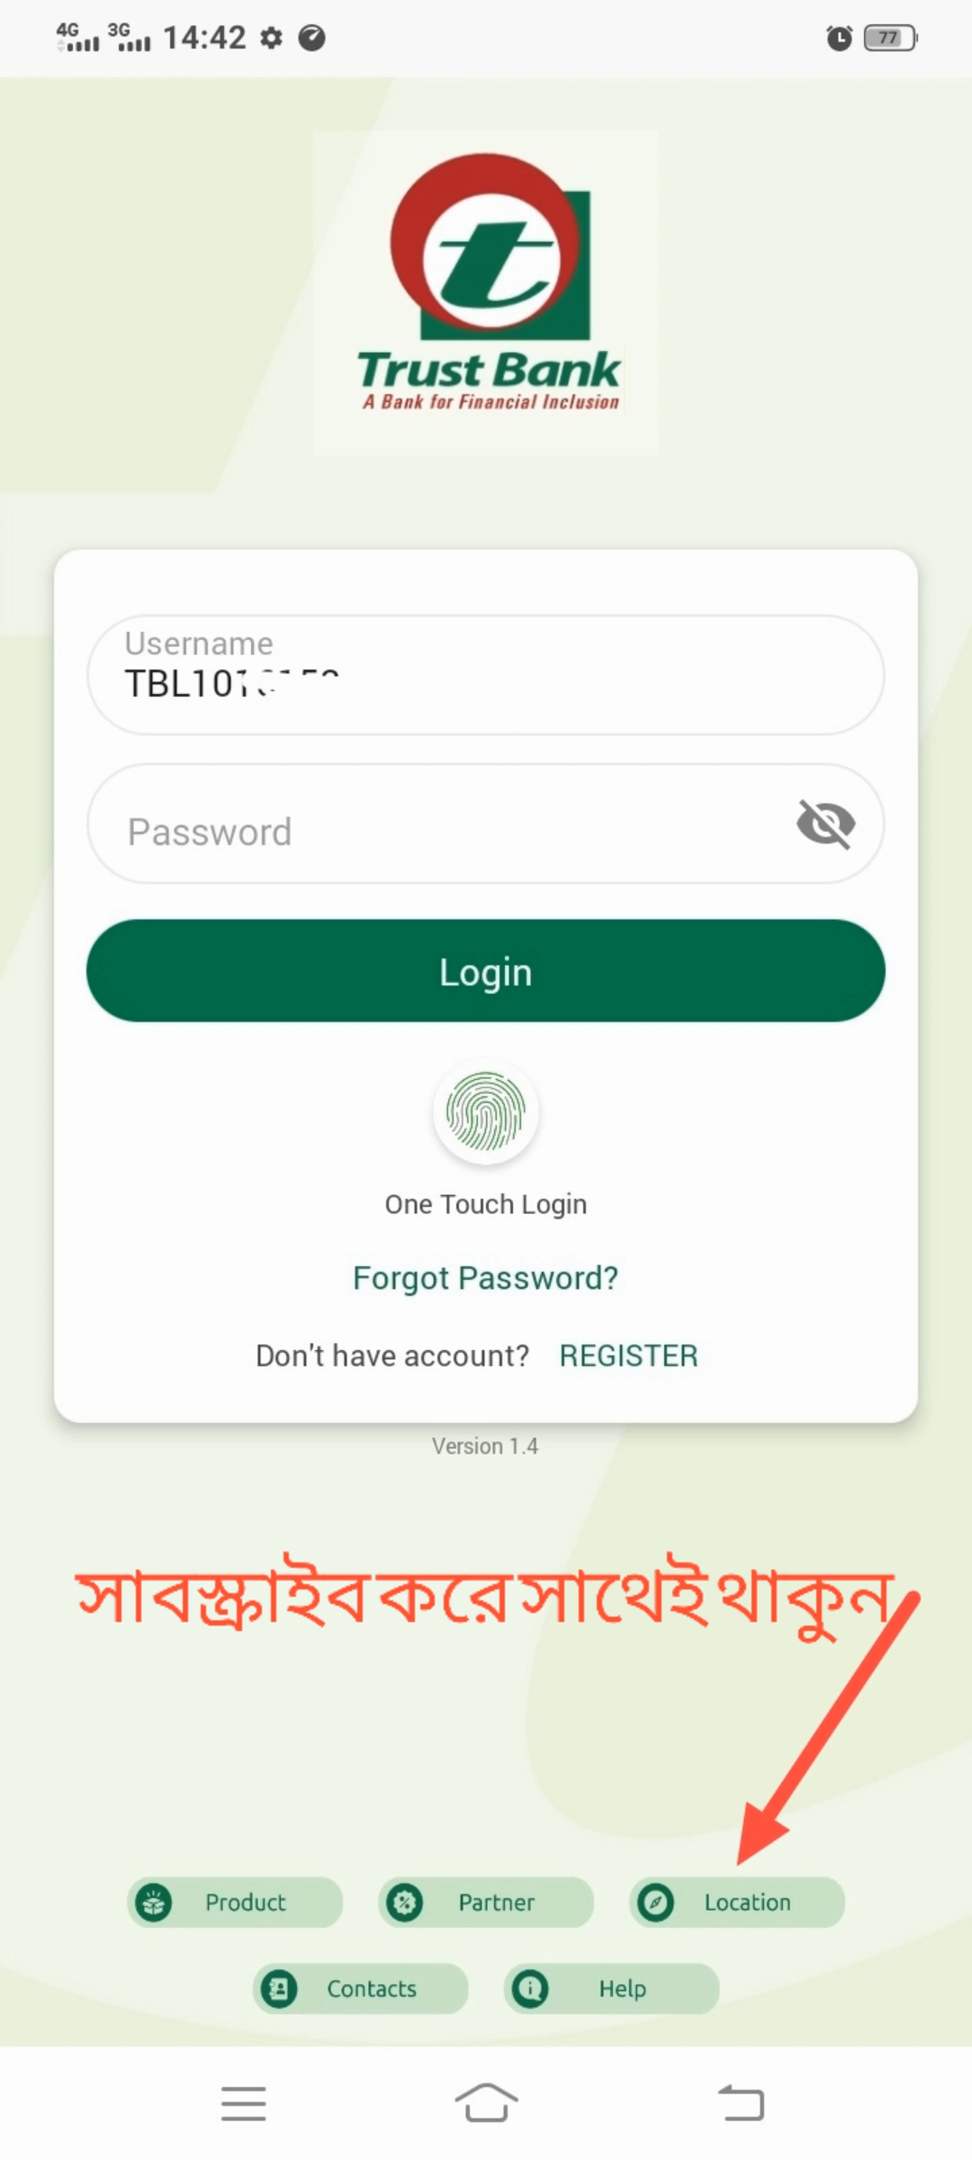 4G 3G 14:42 77
Trust Bank
A Bank for Financial Inclusion
Username
Password
Login
One Touch Login
Forgot Password?
Don't have account? REGISTER
Version 1.4
সাবস্ক্রাইব করে সাথেই থাকুন
Product Partner Location
Contacts Help